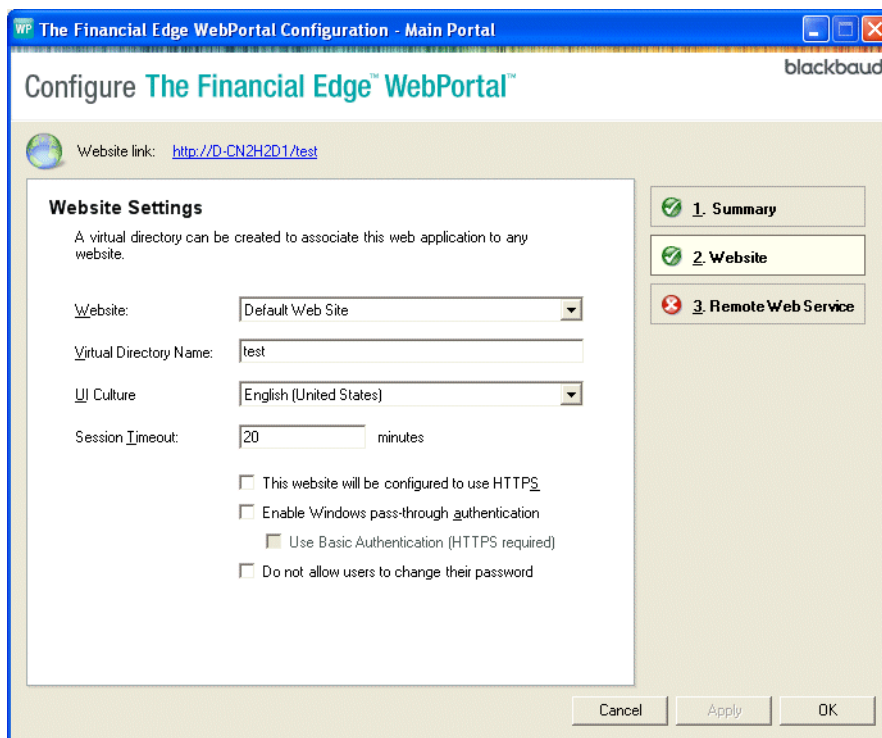 WP The Financial Edge WebPortal Configuration - Main Portal
blackbaud
Configure The Financial Edge™ WebPortal™
Website link: http://D-CN2H2D1/test
Website Settings
A virtual directory can be created to associate this web application to any
website.
Website: Default Web Site
Virtual Directory Name: test
UI Culture English (United States)
Session Timeout: 20 minutes
This website will be configured to use HTTPS
Enable Windows pass-through authentication
Use Basic Authentication (HTTPS required)
Do not allow users to change their password
1. Summary
2. Website
3. Remote Web Service
Cancel Apply OK